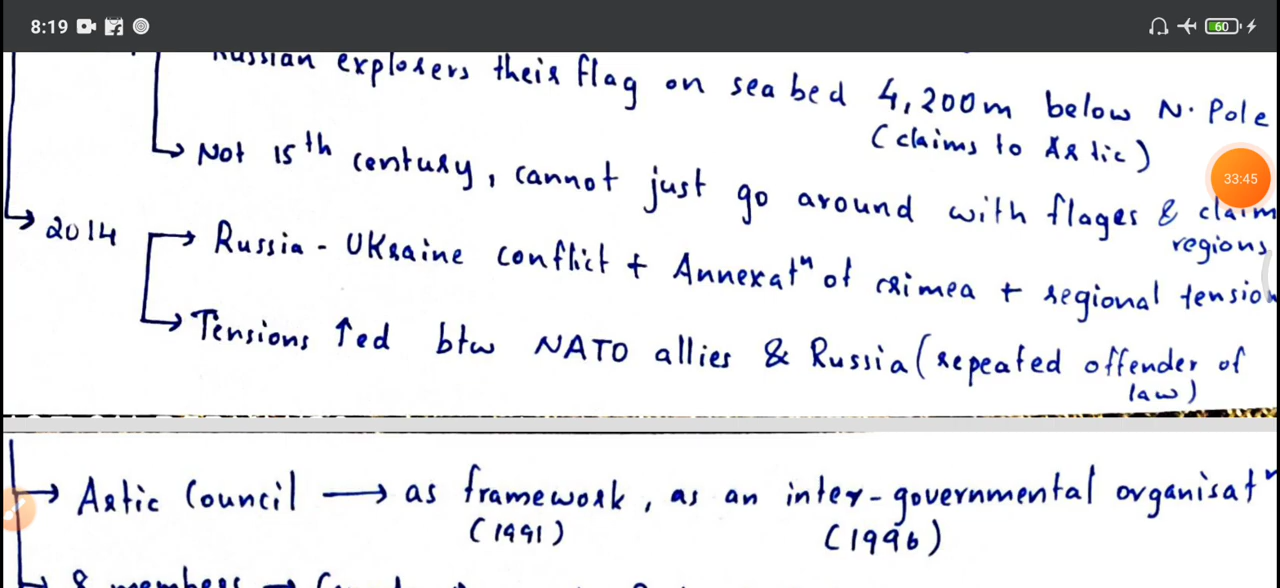 8:19
60
Russian explorers their flag on sea bed 4,200m below N. Pole
(claims to Artic)
Not 15th century, cannot just go around with flages & claim
regions
33:45
2014
Russia - Ukraine conflict + Annexatⁿ of crimea + regional tension
Tensions ↑ed btw NATO allies & Russia (repeated offender of
law)
Artic Council → as framework, as an inter-governmental organisatⁿ
(1991)
(1996)
8 members →